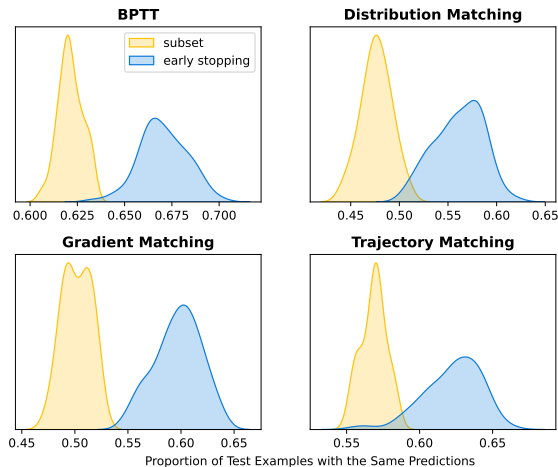 BPTT
subset
early stopping
0.600 0.625 0.650 0.675 0.700
Distribution Matching
0.45 0.50 0.55 0.60 0.65
Gradient Matching
0.45 0.50 0.55 0.60 0.65
Trajectory Matching
0.55 0.60 0.65
Proportion of Test Examples with the Same Predictions